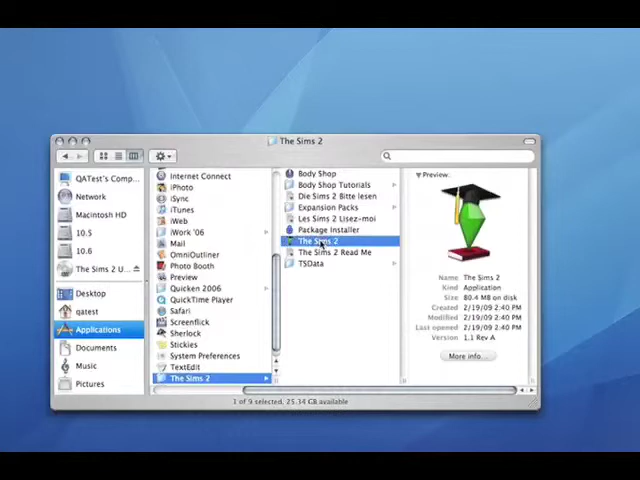 The Sims 2
QATest's Comp...
Network
Macintosh HD
10.5
10.6
The Sims 2 U...
Desktop
qatest
Applications
Documents
Music
Pictures
Internet Connect
iPhoto
iSync
iTunes
iWeb
iWork '06
Mail
OmniOutliner
Photo Booth
Preview
Quicken 2006
QuickTime Player
Safari
Screenflick
Sherlock
Stickies
System Preferences
TextEdit
The Sims 2
Body Shop
Body Shop Tutorials
Die Sims 2 Bitte lesen
Expansion Packs
Les Sims 2 Lisez-moi
Package Installer
The Sims 2
The Sims 2 Read Me
TSData
Preview:
Name The Sims 2
Kind Application
Size 80.4 MB on disk
Created 2/19/09 2:40 PM
Modified 2/19/09 2:40 PM
Last opened 2/19/09 2:40 PM
Version 1.1 Rev A
More info...
1 of 9 selected, 25.34 GB available